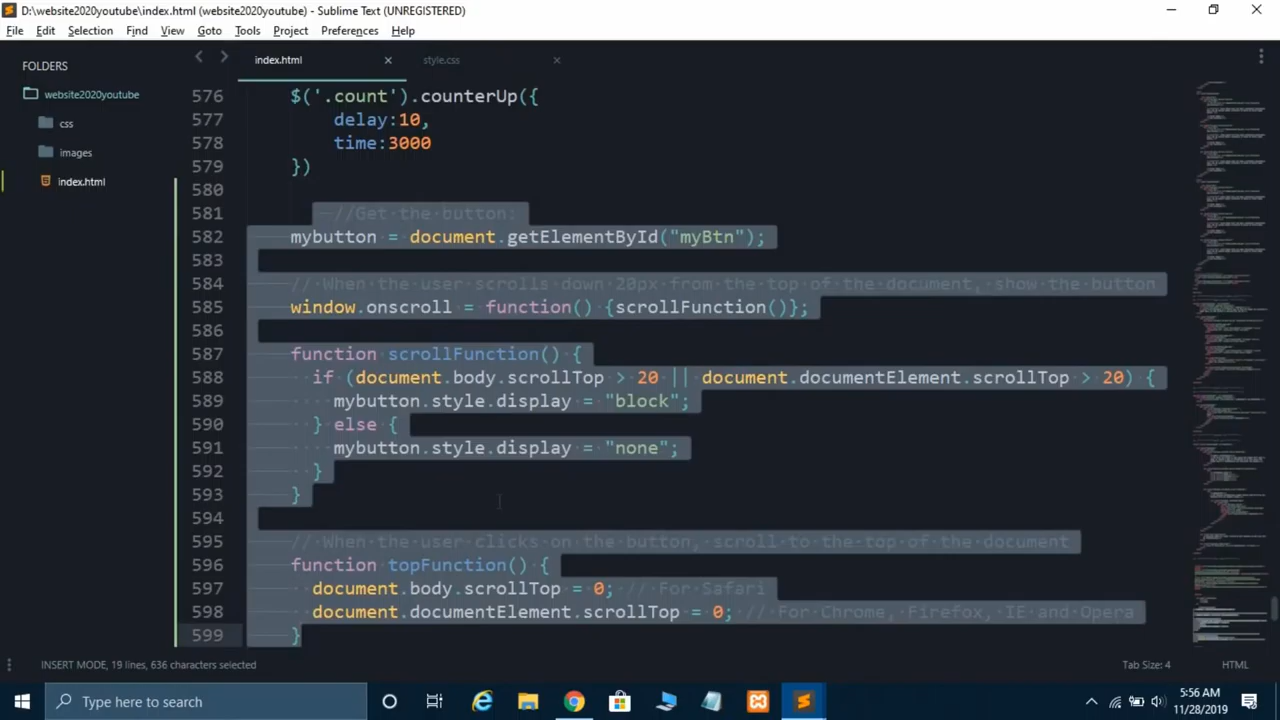 D:\website2020youtube\index.html (website2020youtube) - Sublime Text (UNREGISTERED)
File Edit Selection Find View Goto Tools Project Preferences Help
FOLDERS
website2020youtube
css
images
index.html
index.html style.css
576 $('.count').counterUp({
577 delay:10,
578 time:3000
579 })
580
581 //Get the button
582 mybutton = document.getElementById("myBtn");
583
584 // When the user scrolls down 20px from the top of the document, show the button
585 window.onscroll = function() {scrollFunction()};
586
587 function scrollFunction() {
588 if (document.body.scrollTop > 20 || document.documentElement.scrollTop > 20) {
589 mybutton.style.display = "block";
590 } else {
591 mybutton.style.display = "none";
592 }
593 }
594
595 // When the user clicks on the button, scroll to the top of the document
596 function topFunction() {
597 document.body.scrollTop = 0; // For Safari
598 document.documentElement.scrollTop = 0; // For Chrome, Firefox, IE and Opera
599 }
INSERT MODE, 19 lines, 636 characters selected Tab Size: 4 HTML
Type here to search
5:56 AM
11/28/2019